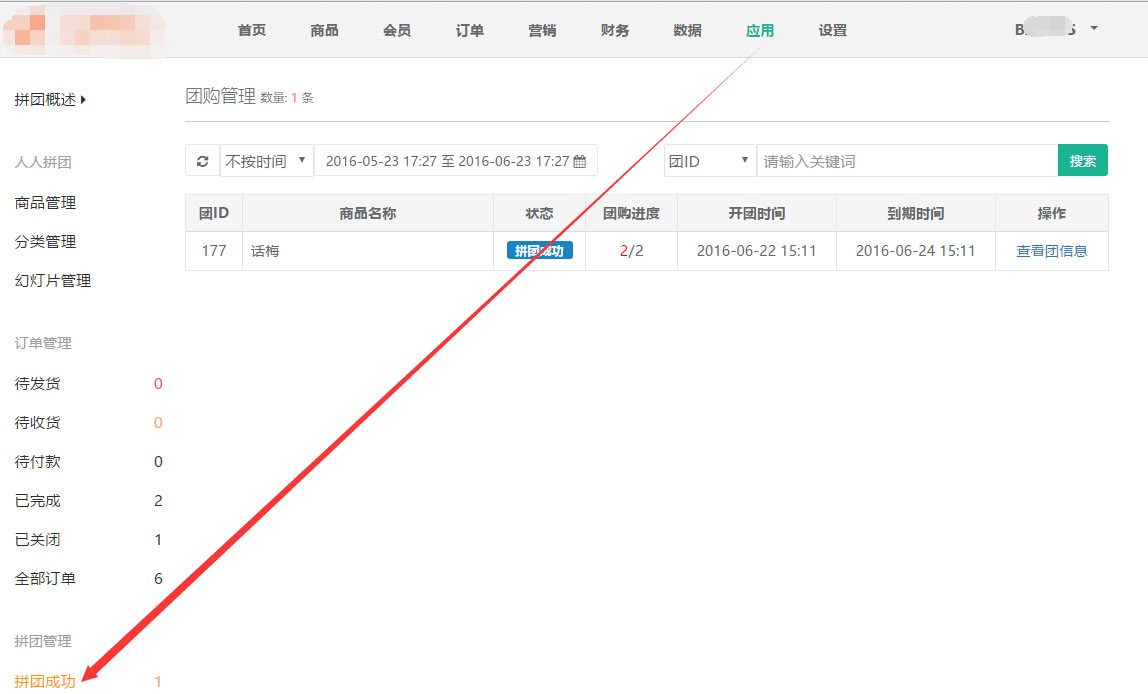 首页 商品 会员 订单 营销 财务 数据 应用 设置
拼团概述
团购管理 数量: 1 条
人人拼团
不按时间 2016-05-23 17:27 至 2016-06-23 17:27 团ID 请输入关键词 搜索
商品管理
团ID 商品名称 状态 团购进度 开团时间 到期时间 操作
分类管理
177 话梅 拼团成功 2/2 2016-06-22 15:11 2016-06-24 15:11 查看团信息
幻灯片管理
订单管理
待发货 0
待收货 0
待付款 0
已完成 2
已关闭 1
全部订单 6
拼团管理
拼团成功 1